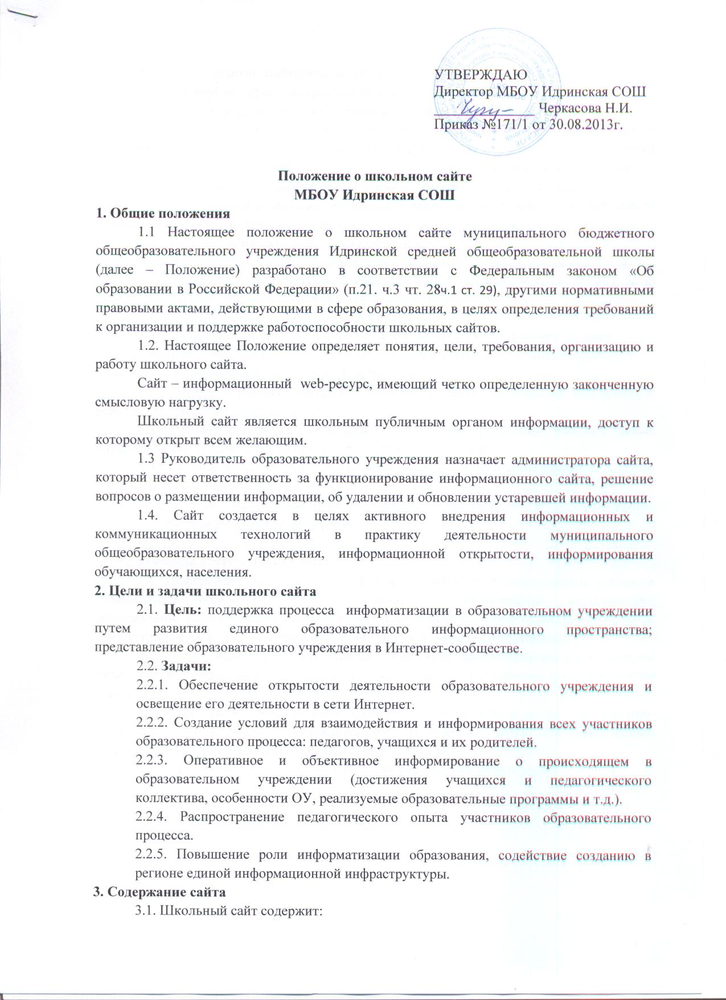 УТВЕРЖДАЮ
Директор МБОУ Идринская СОШ
Черкасова Н.И.
Приказ №171/1 от 30.08.2013г.
Положение о школьном сайте
МБОУ Идринская СОШ
1. Общие положения
1.1 Настоящее положение о школьном сайте муниципального бюджетного
общеобразовательного учреждения Идринской средней общеобразовательной школы
(далее – Положение) разработано в соответствии с Федеральным законом «Об
образовании в Российской Федерации» (п.21. ч.3 чт. 28ч.1 ст. 29), другими нормативными
правовыми актами, действующими в сфере образования, в целях определения требований
к организации и поддержке работоспособности школьных сайтов.
1.2. Настоящее Положение определяет понятия, цели, требования, организацию и
работу школьного сайта.
Сайт – информационный web-ресурс, имеющий четко определенную законченную
смысловую нагрузку.
Школьный сайт является школьным публичным органом информации, доступ к
которому открыт всем желающим.
1.3 Руководитель образовательного учреждения назначает администратора сайта,
который несет ответственность за функционирование информационного сайта, решение
вопросов о размещении информации, об удалении и обновлении устаревшей информации.
1.4. Сайт создается в целях активного внедрения информационных и
коммуникационных технологий в практику деятельности муниципального
общеобразовательного учреждения, информационной открытости, информирования
обучающихся, населения.
2. Цели и задачи школьного сайта
2.1. Цель: поддержка процесса информатизации в образовательном учреждении
путем развития единого образовательного информационного пространства;
представление образовательного учреждения в Интернет-сообществе.
2.2. Задачи:
2.2.1. Обеспечение открытости деятельности образовательного учреждения и
освещение его деятельности в сети Интернет.
2.2.2. Создание условий для взаимодействия и информирования всех участников
образовательного процесса: педагогов, учащихся и их родителей.
2.2.3. Оперативное и объективное информирование о происходящем в
образовательном учреждении (достижения учащихся и педагогического
коллектива, особенности ОУ, реализуемые образовательные программы и т.д.).
2.2.4. Распространение педагогического опыта участников образовательного
процесса.
2.2.5. Повышение роли информатизации образования, содействие созданию в
регионе единой информационной инфраструктуры.
3. Содержание сайта
3.1. Школьный сайт содержит: